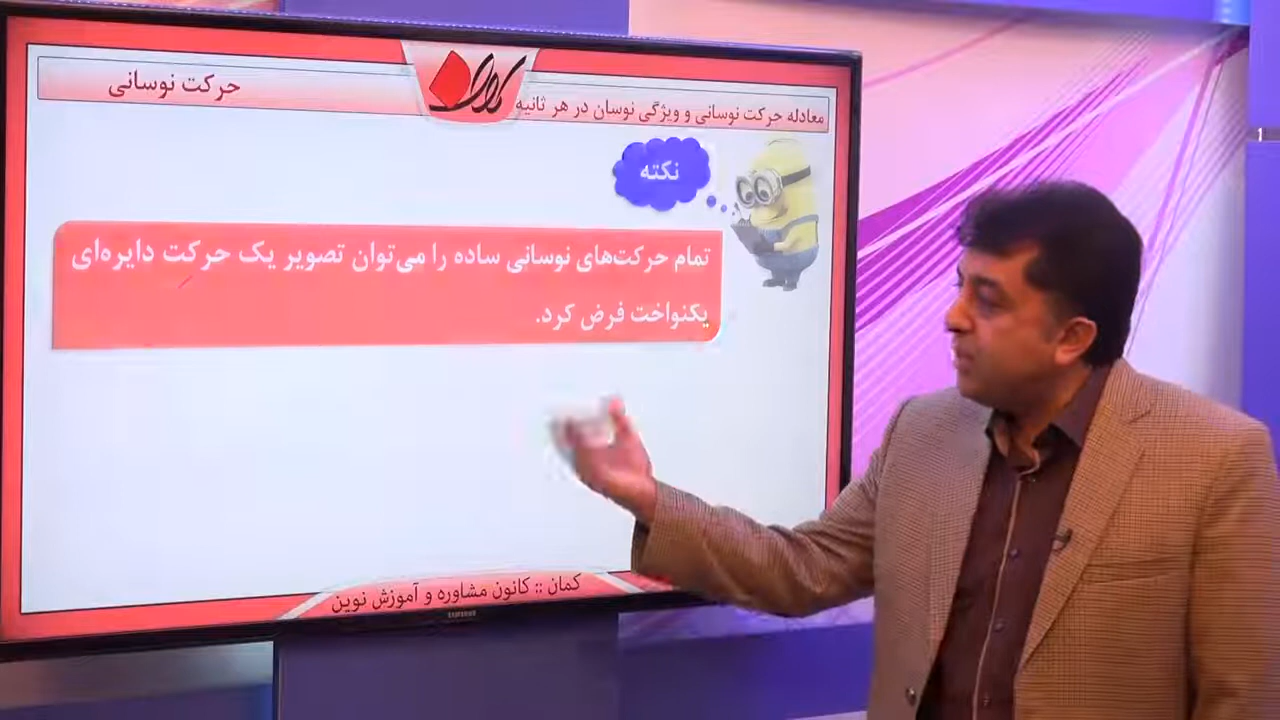 حرکت نوسانی
معادله حرکت نوسانی و ویژگی نوسان در هر ثانیه
نکته
تمام حرکت‌های نوسانی ساده را می‌توان تصویر یک حرکت دایره‌ای
یکنواخت فرض کرد.
کمان :: کانون مشاوره و آموزش نوین
SAMSUNG